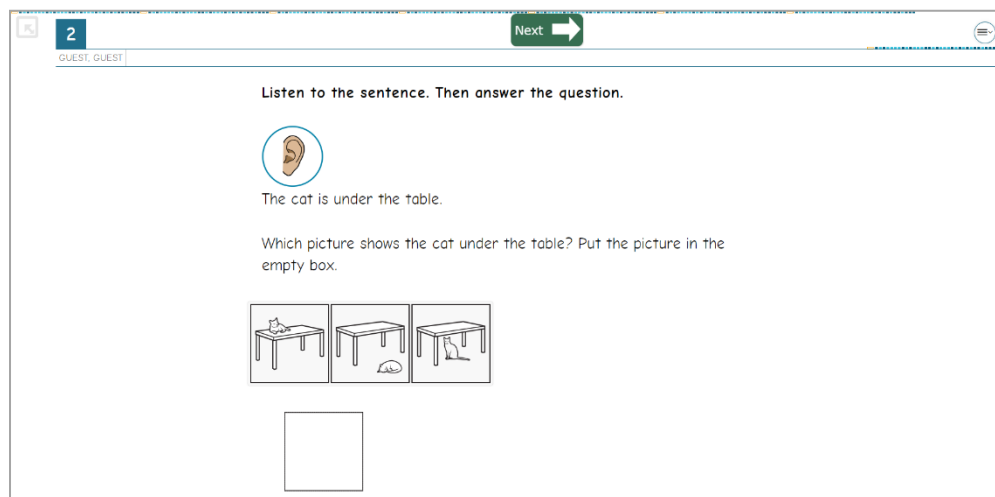 Next
2
GUEST, GUEST
Listen to the sentence. Then answer the question.
The cat is under the table.
Which picture shows the cat under the table? Put the picture in the
empty box.